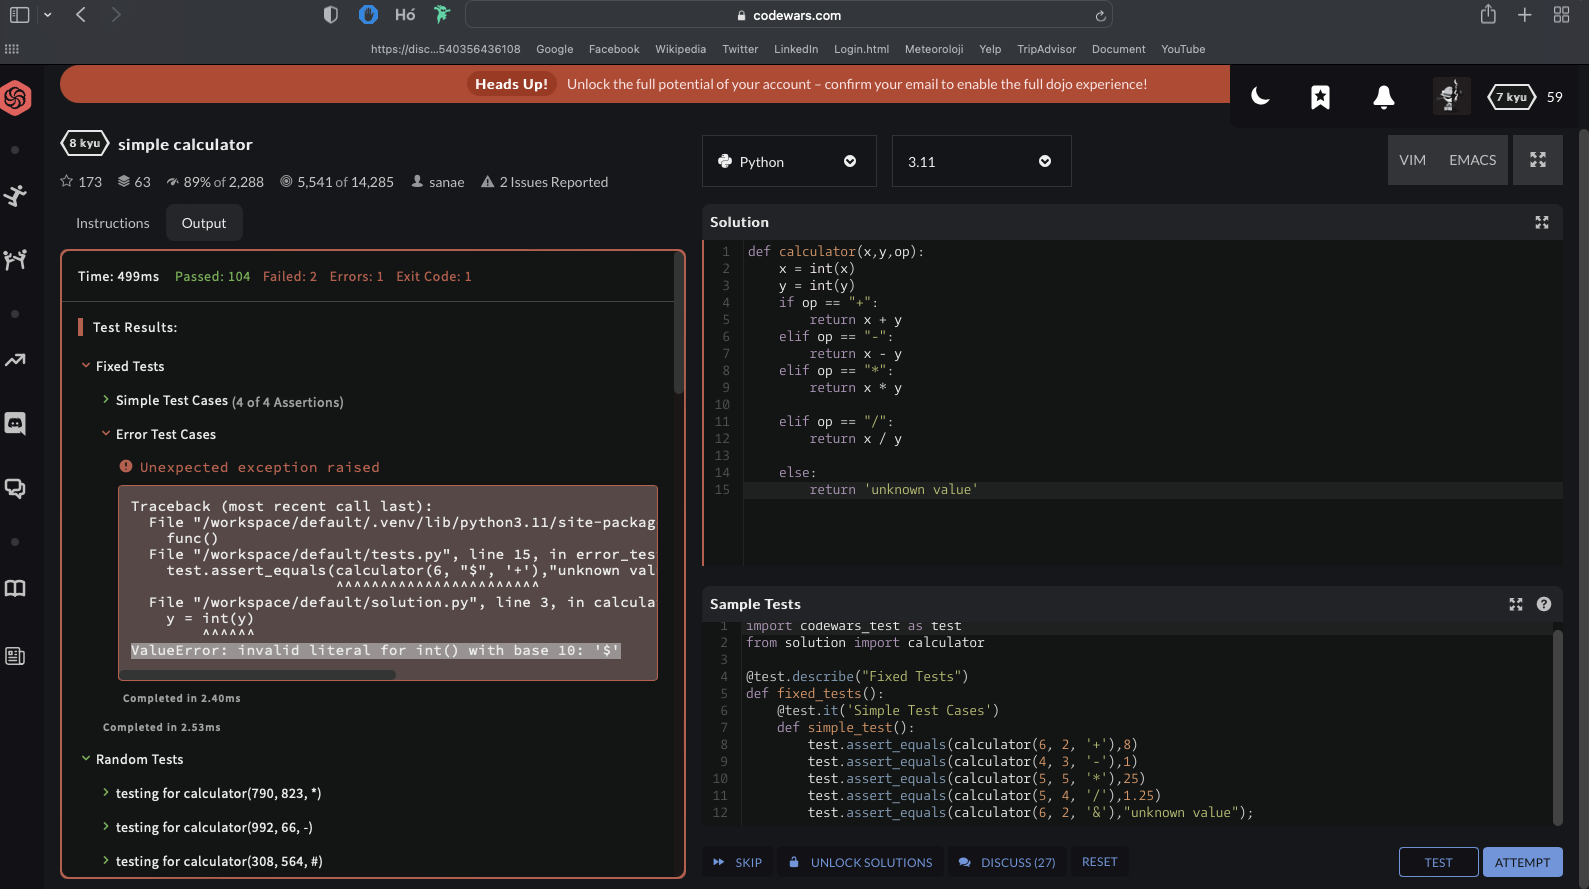 codewars.com
https://disc...540356436108 Google Facebook Wikipedia Twitter LinkedIn Login.html Meteoroloji Yelp TripAdvisor Document YouTube
Hó
Heads Up! Unlock the full potential of your account – confirm your email to enable the full dojo experience!
7 kyu 59
8 kyu simple calculator
173 63 89% of 2,288 5,541 of 14,285 sanae 2 Issues Reported
Instructions Output
Time: 499ms Passed: 104 Failed: 2 Errors: 1 Exit Code: 1
Test Results:
Fixed Tests
Simple Test Cases (4 of 4 Assertions)
Error Test Cases
Unexpected exception raised
Traceback (most recent call last):
File "/workspace/default/.venv/lib/python3.11/site-packag
func()
File "/workspace/default/tests.py", line 15, in error_tes
test.assert_equals(calculator(6, "$", '+'),"unknown val
^^^^^^^^^^^^^^^^^^^^^^^
File "/workspace/default/solution.py", line 3, in calcula
y = int(y)
^^^^^^
ValueError: invalid literal for int() with base 10: '$'
Completed in 2.40ms
Completed in 2.53ms
Random Tests
testing for calculator(790, 823, *)
testing for calculator(992, 66, -)
testing for calculator(308, 564, #)
Python 3.11 VIM EMACS
Solution
1 def calculator(x,y,op):
2 x = int(x)
3 y = int(y)
4 if op == "+":
5 return x + y
6 elif op == "-":
7 return x - y
8 elif op == "*":
9 return x * y
10
11 elif op == "/":
12 return x / y
13
14 else:
15 return 'unknown value'
Sample Tests
1 import codewars_test as test
2 from solution import calculator
3
4 @test.describe("Fixed Tests")
5 def fixed_tests():
6 @test.it('Simple Test Cases')
7 def simple_test():
8 test.assert_equals(calculator(6, 2, '+'),8)
9 test.assert_equals(calculator(4, 3, '-'),1)
10 test.assert_equals(calculator(5, 5, '*'),25)
11 test.assert_equals(calculator(5, 4, '/'),1.25)
12 test.assert_equals(calculator(6, 2, '&'),"unknown value");
SKIP UNLOCK SOLUTIONS DISCUSS (27) RESET TEST ATTEMPT